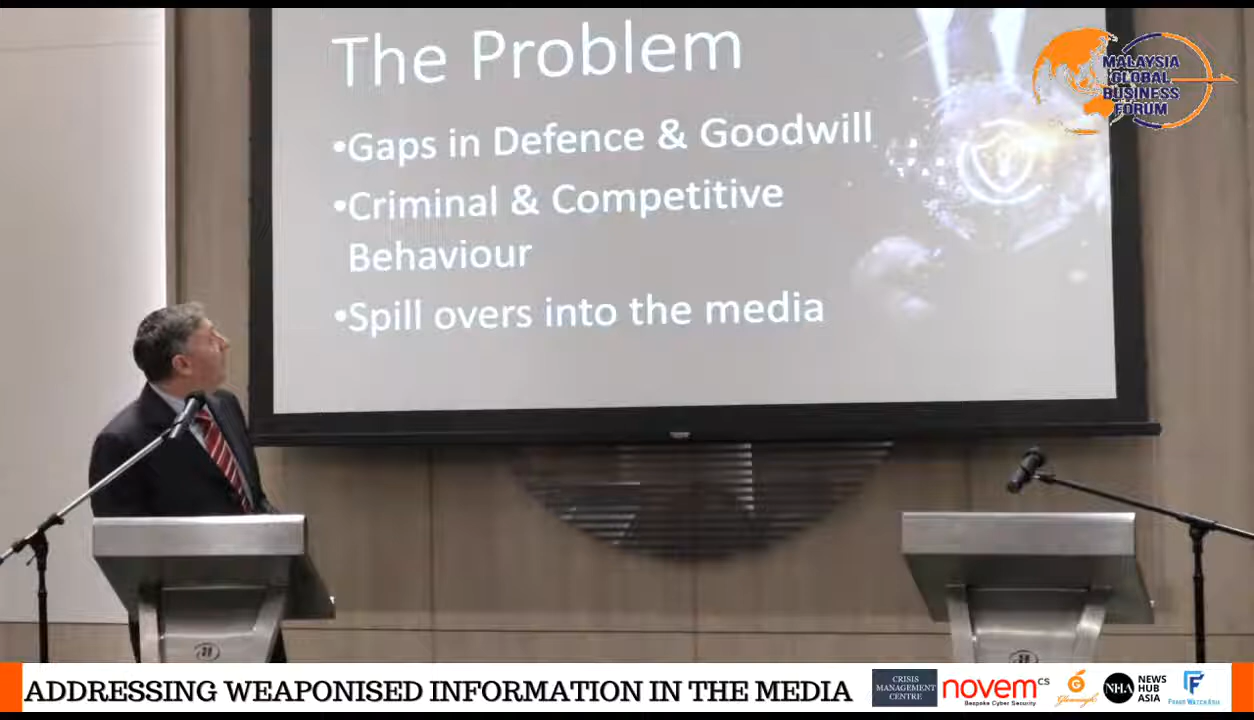 The Problem
•Gaps in Defence & Goodwill
•Criminal & Competitive
Behaviour
•Spill overs into the media
MALAYSIA
GLOBAL
BUSINESS
FORUM
ADDRESSING WEAPONISED INFORMATION IN THE MEDIA
CRISIS
MANAGEMENT
CENTRE
novem CS
Bespoke Cyber Security
NHA
NEWS
HUB
ASIA